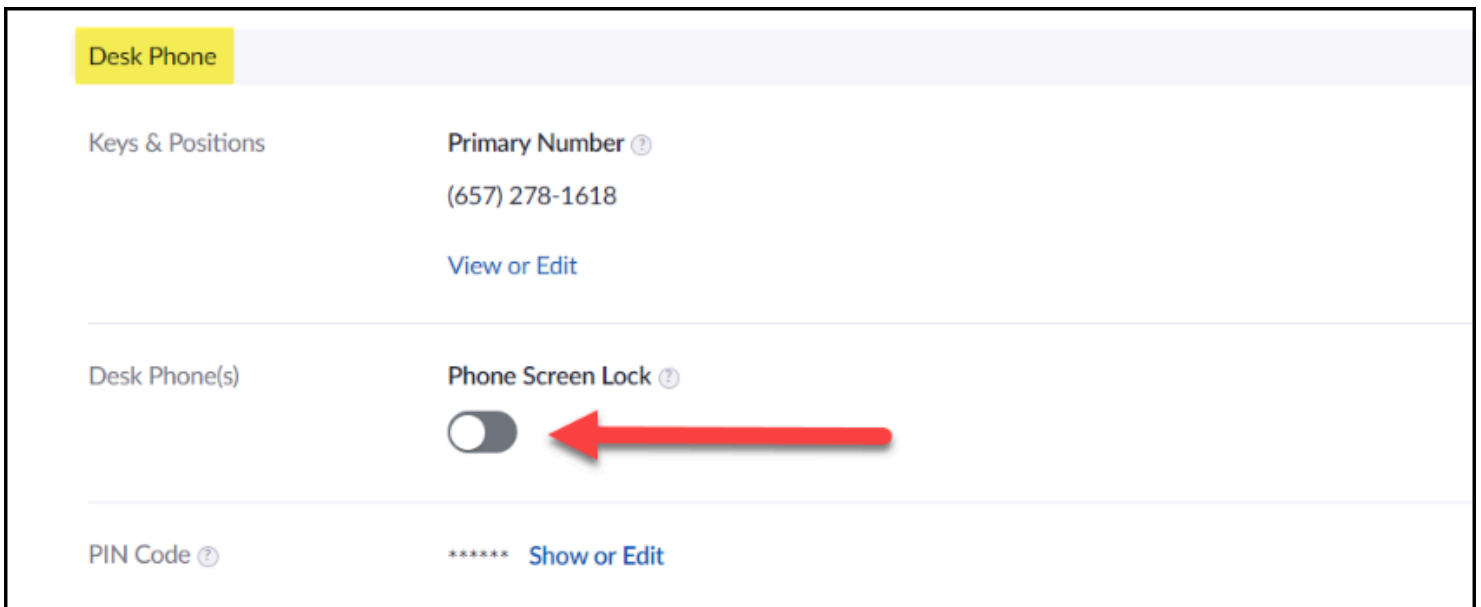 Desk Phone
Keys & Positions
Primary Number ?
(657) 278-1618
View or Edit
Desk Phone(s)
Phone Screen Lock ?
PIN Code ?
****** Show or Edit